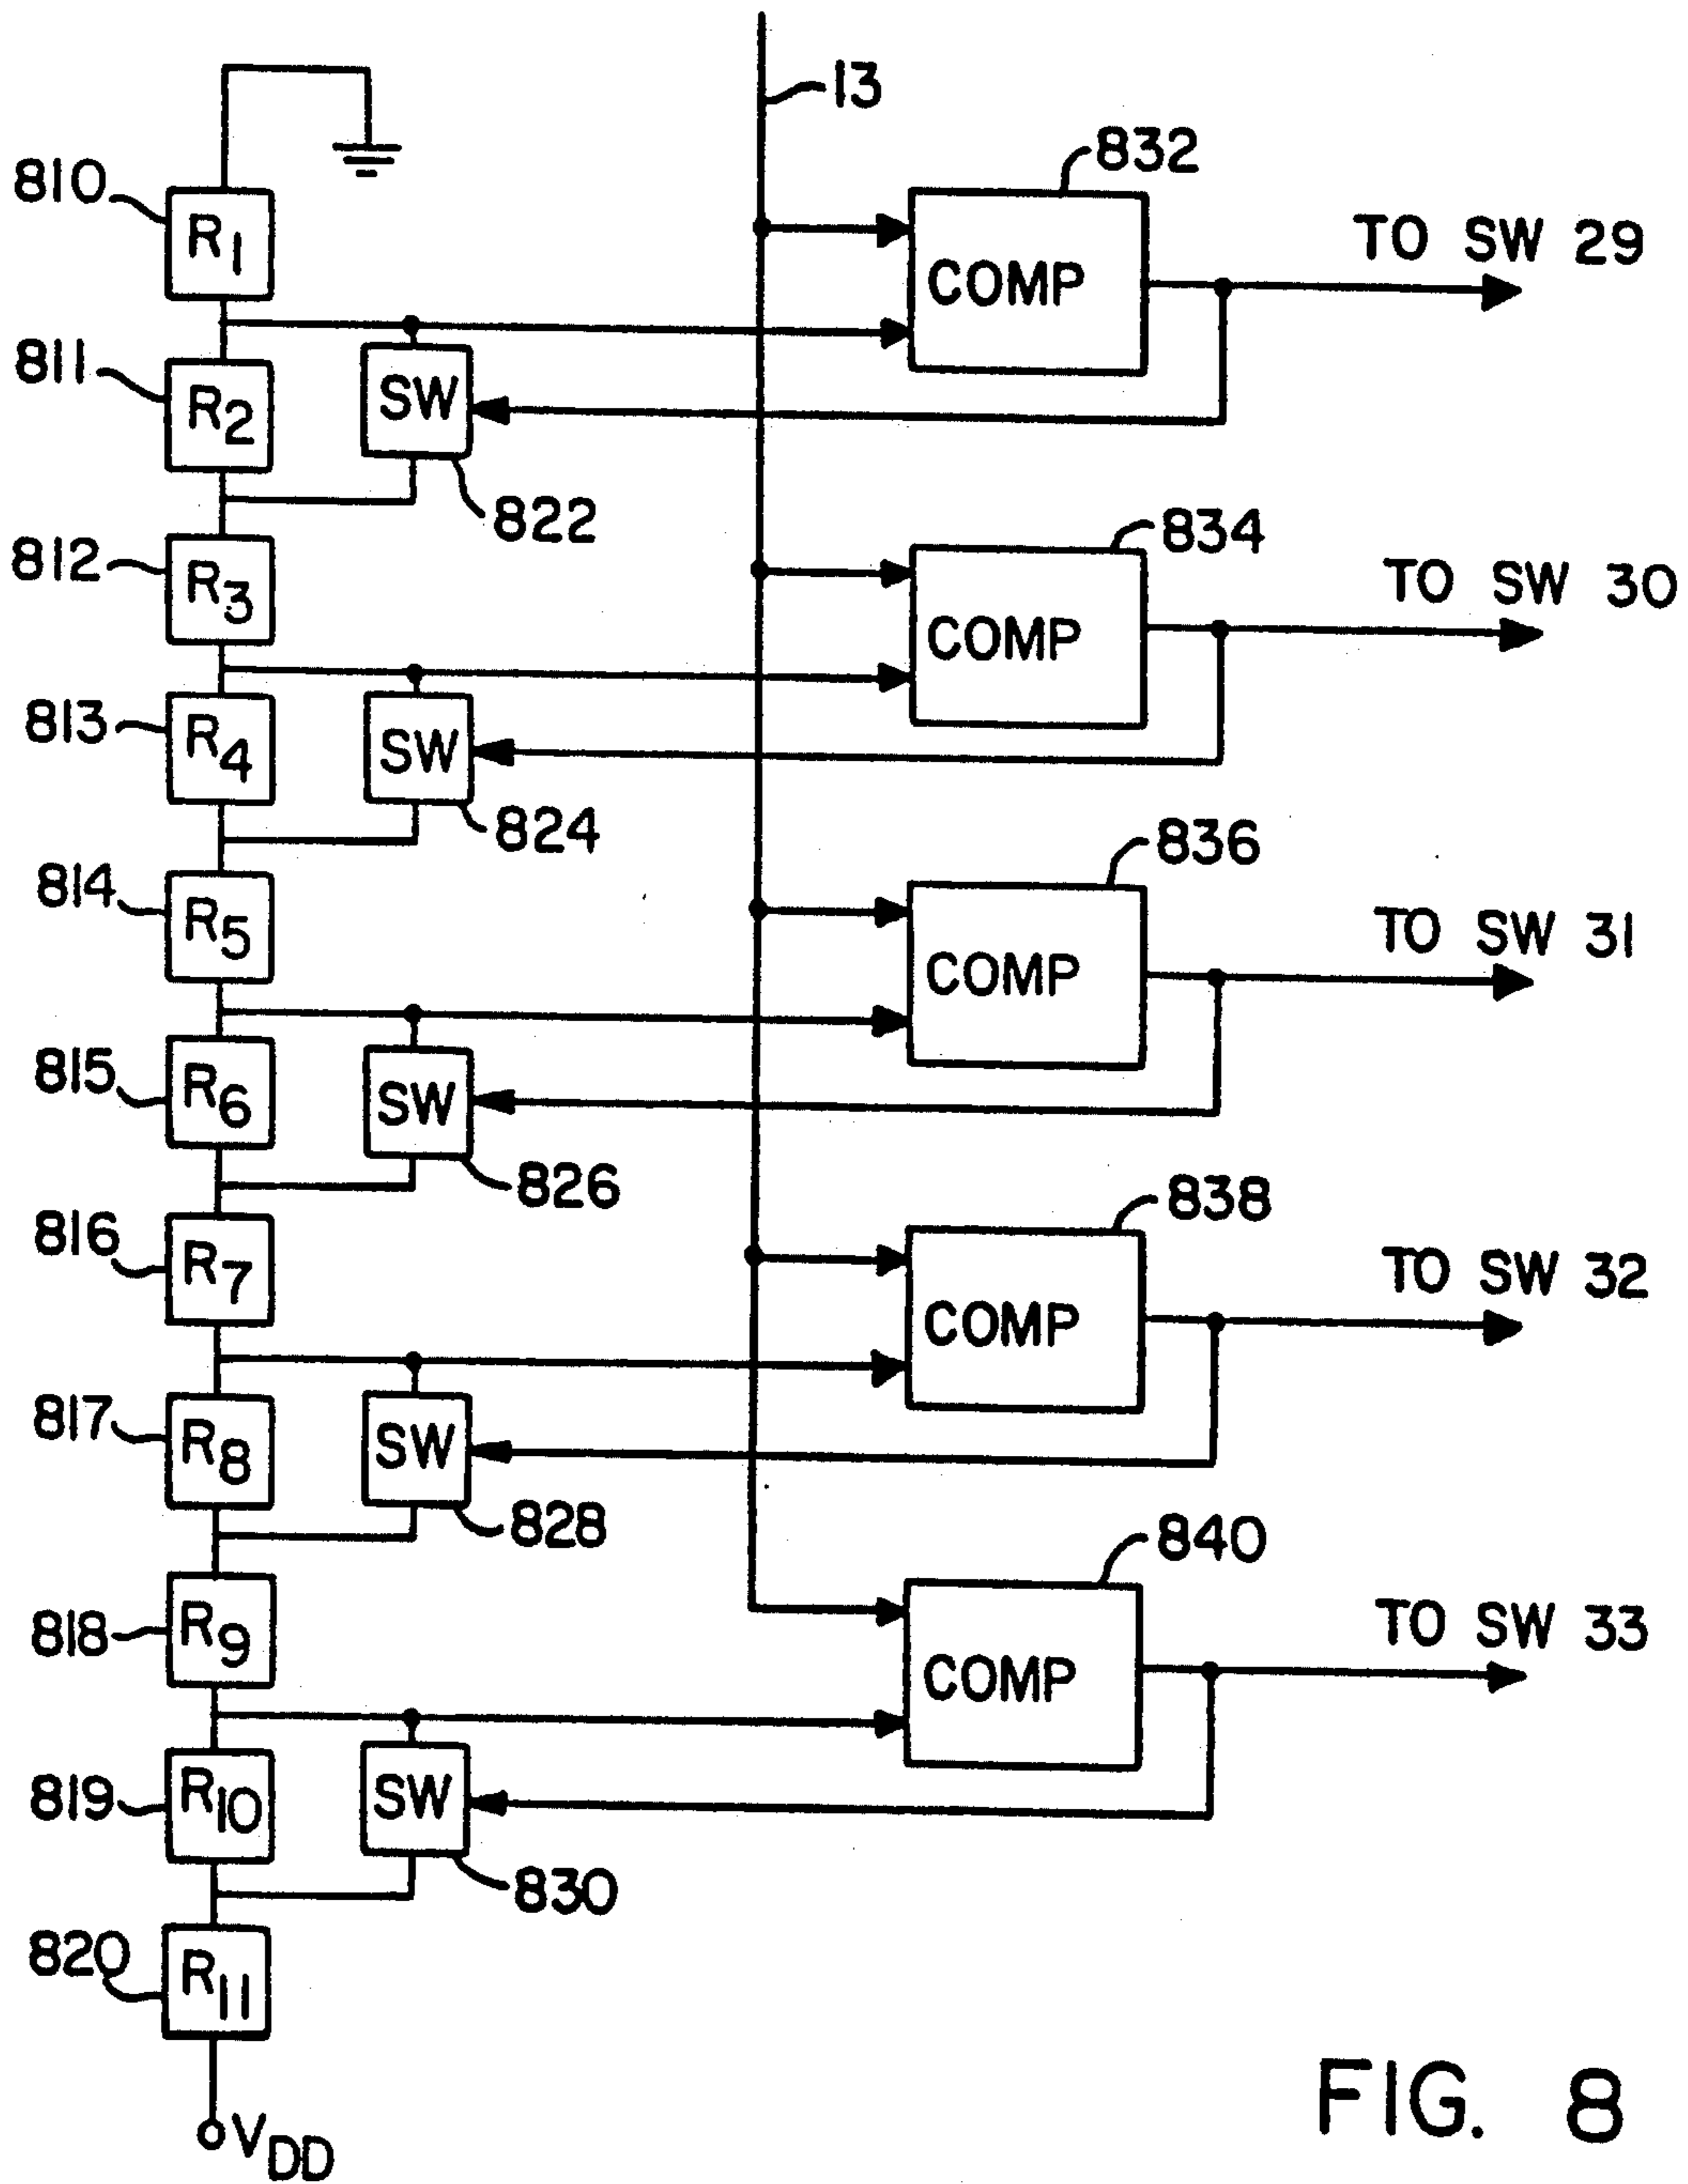 13
832
810
R1
TO SW 29
COMP
811
R2
SW
822
834
812
R3
TO SW 30
COMP
813
R4
SW
824
836
814
R5
TO SW 31
COMP
815
R6
SW
826
838
816
R7
TO SW 32
COMP
817
R8
SW
828
840
818
R9
TO SW 33
COMP
819
R10
SW
830
820
R11
VDD
FIG. 8